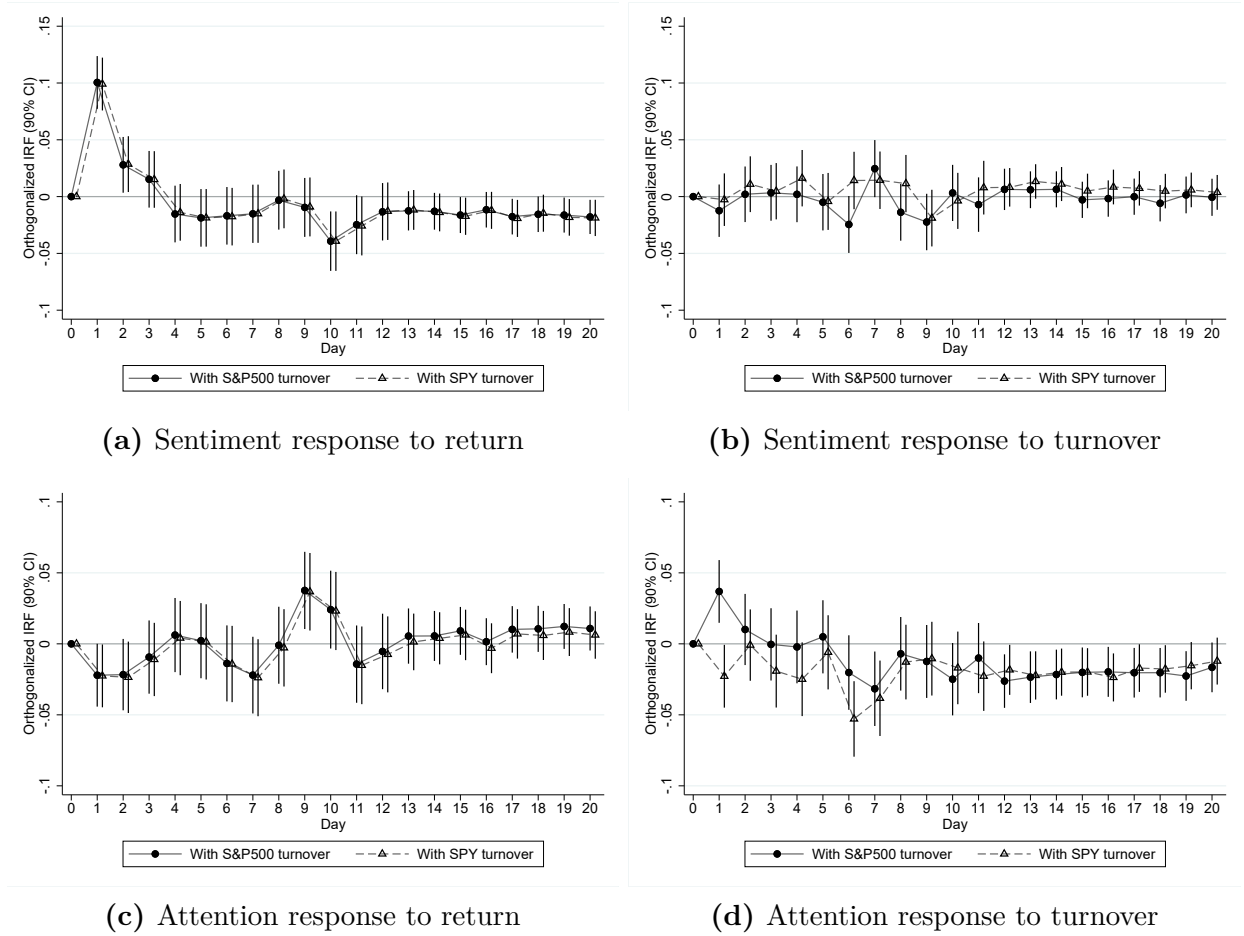 Orthogonalized IRF (90% CI)
.15
.1
.05
0
-.05
-.1
0 1 2 3 4 5 6 7 8 9 10 11 12 13 14 15 16 17 18 19 20
Day
With S&P500 turnover With SPY turnover
(a) Sentiment response to return
Orthogonalized IRF (90% CI)
.15
.1
.05
0
-.05
-.1
0 1 2 3 4 5 6 7 8 9 10 11 12 13 14 15 16 17 18 19 20
Day
With S&P500 turnover With SPY turnover
(b) Sentiment response to turnover
Orthogonalized IRF (90% CI)
.1
.05
0
-.05
-.1
0 1 2 3 4 5 6 7 8 9 10 11 12 13 14 15 16 17 18 19 20
Day
With S&P500 turnover With SPY turnover
(c) Attention response to return
Orthogonalized IRF (90% CI)
.1
.05
0
-.05
-.1
0 1 2 3 4 5 6 7 8 9 10 11 12 13 14 15 16 17 18 19 20
Day
With S&P500 turnover With SPY turnover
(d) Attention response to turnover